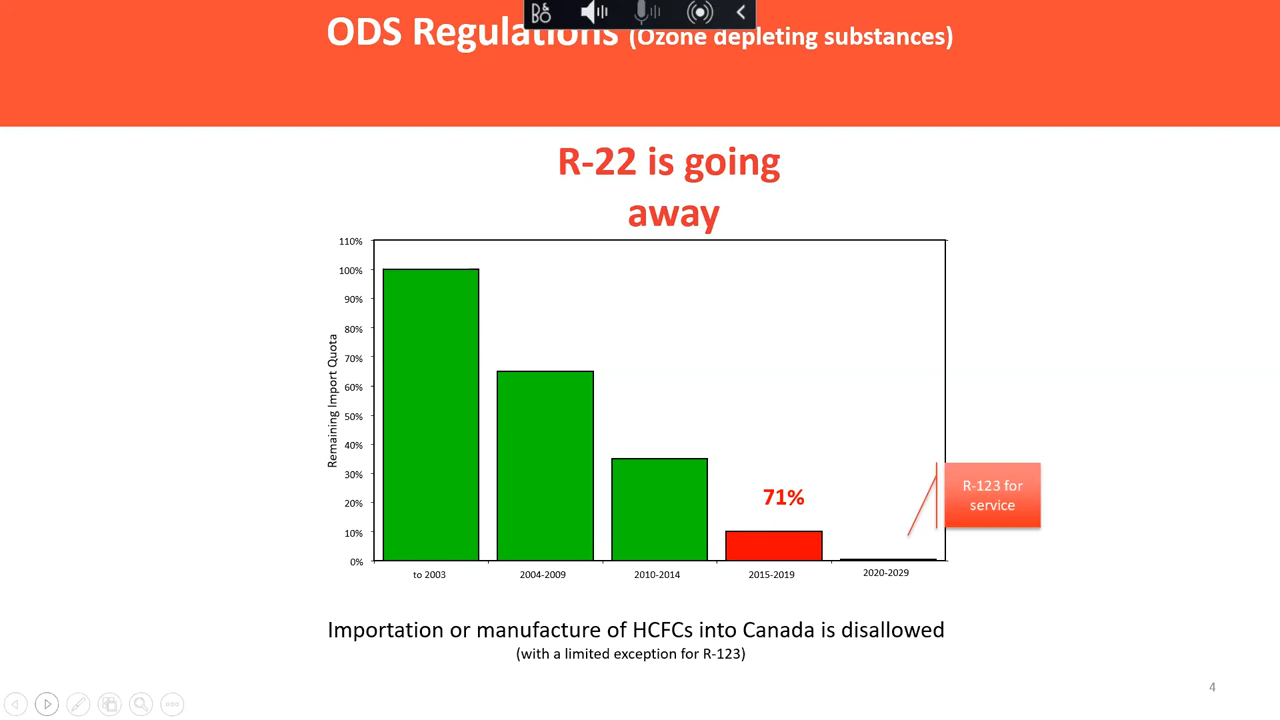 ODS Regulations (Ozone depleting substances)
R-22 is going
away
110%
100%
90%
80%
70%
60%
50%
40%
30%
20%
10%
0%
Remaining Import Quota
71%
R-123 for
service
to 2003
2004-2009
2010-2014
2015-2019
2020-2029
Importation or manufacture of HCFCs into Canada is disallowed
(with a limited exception for R-123)
4